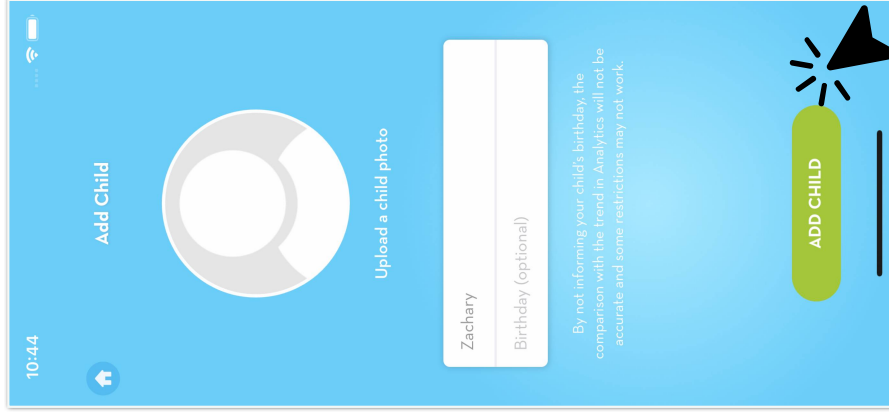 10:44
Add Child
Upload a child photo
Zachary
Birthday (optional)
By not informing your child's birthday, the
comparison with the trend in Analytics will not be
accurate and some restrictions may not work.
ADD CHILD